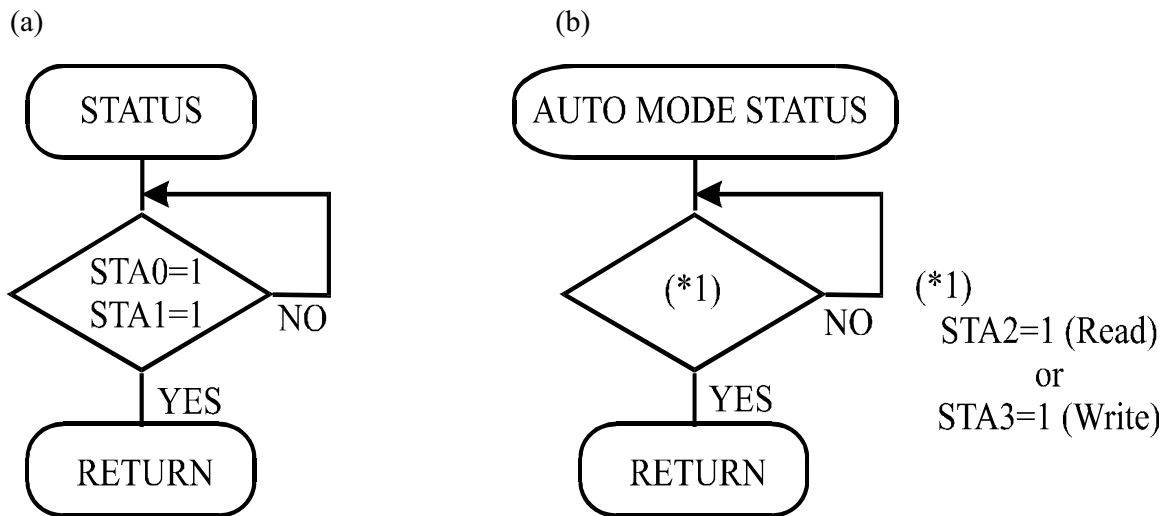 (a)
STATUS
STA0=1
STA1=1
NO
YES
RETURN
(b)
AUTO MODE STATUS
(*1)
NO
YES
RETURN
(*1)
STA2=1 (Read)
or
STA3=1 (Write)